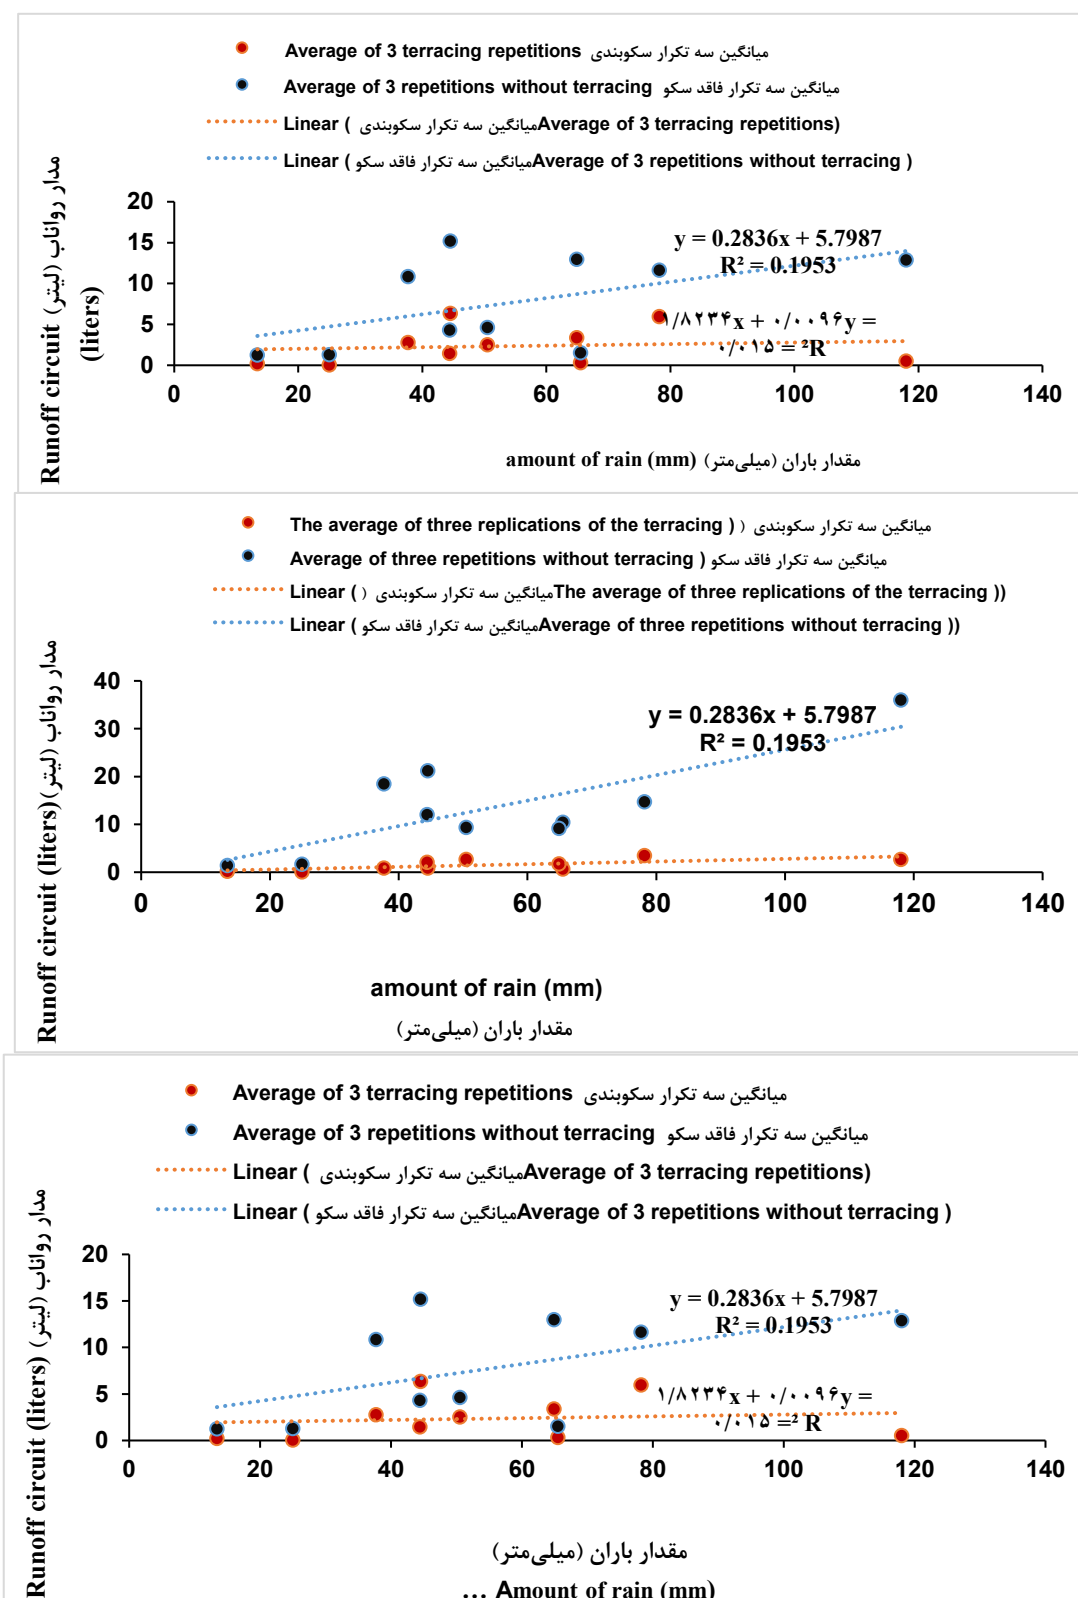 Average of 3 terracing repetitions میانگین سه تکرار سکوبندی
Average of 3 repetitions without terracing میانگین سه تکرار فاقد سکو
Linear ( میانگین سه تکرار سکوبندی Average of 3 terracing repetitions)
Linear ( میانگین سه تکرار فاقد سکو Average of 3 repetitions without terracing )
Runoff circuit (لیتر) مدار رواناب
(liters)
20
15
10
5
0
y = 0.2836x + 5.7987
R² = 0.1953
۱/۸۲۳۴x + ۰/۰۰۹۶y =
۰/۰۱۵ = ²R
0 20 40 60 80 100 120 140
amount of rain (mm) مقدار باران (میلی‌متر)
The average of three replications of the terracing ) ( میانگین سه تکرار سکوبندی
Average of three repetitions without terracing ) میانگین سه تکرار فاقد سکو
Linear ( ( میانگین سه تکرار سکوبندی The average of three replications of the terracing ))
Linear ( میانگین سه تکرار فاقد سکو Average of three repetitions without terracing ))
Runoff circuit (liters) مدار رواناب (لیتر)
40
30
20
10
0
y = 0.2836x + 5.7987
R² = 0.1953
0 20 40 60 80 100 120 140
amount of rain (mm)
مقدار باران (میلی‌متر)
Average of 3 terracing repetitions میانگین سه تکرار سکوبندی
Average of 3 repetitions without terracing میانگین سه تکرار فاقد سکو
Linear ( میانگین سه تکرار سکوبندی Average of 3 terracing repetitions)
Linear ( میانگین سه تکرار فاقد سکو Average of 3 repetitions without terracing )
Runoff circuit (liters) مدار رواناب (لیتر)
20
15
10
5
0
y = 0.2836x + 5.7987
R² = 0.1953
۱/۸۲۳۴x + ۰/۰۰۹۶y =
۰/۰۱۵ =² R
0 20 40 60 80 100 120 140
مقدار باران (میلی‌متر)
... Amount of rain (mm)